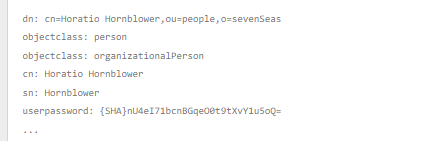 dn: cn=Horatio Hornblower,ou=people,o=sevenSeas
objectclass: person
objectclass: organizationalPerson
cn: Horatio Hornblower
sn: Hornblower
userpassword: {SHA}nU4eI71bcnBGqeO0t9tXvY1u5oQ=
...